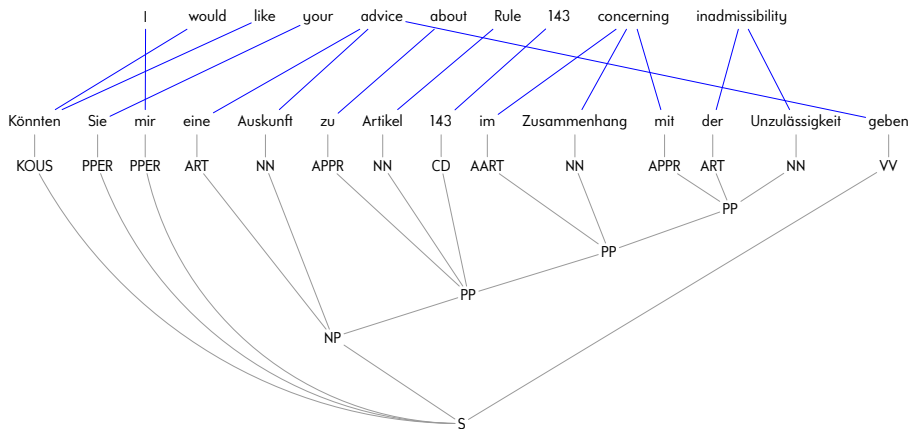 I would like your advice about Rule 143 concerning inadmissibility
Könnten Sie mir eine Auskunft zu Artikel 143 im Zusammenhang mit der Unzulässigkeit geben
KOUS PPER PPER ART NN APPR NN CD AART NN APPR ART NN VV
PP
PP
PP
NP
S